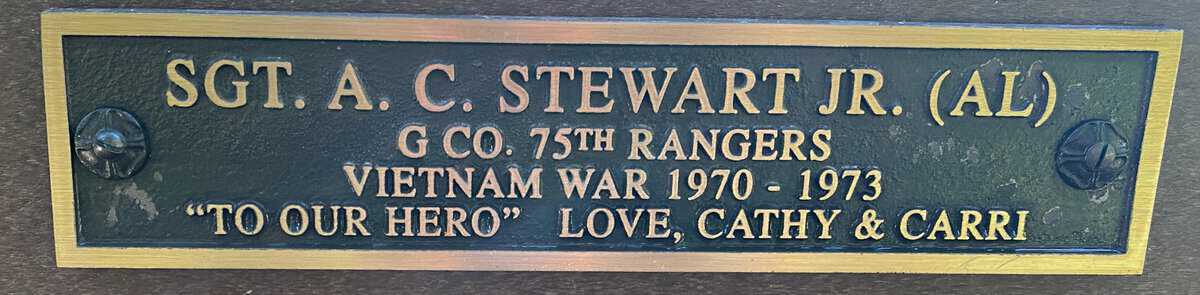 SGT. A. C. STEWART JR. (AL)
G CO. 75TH RANGERS
VIETNAM WAR 1970 - 1973
“TO OUR HERO” LOVE, CATHY & CARRI